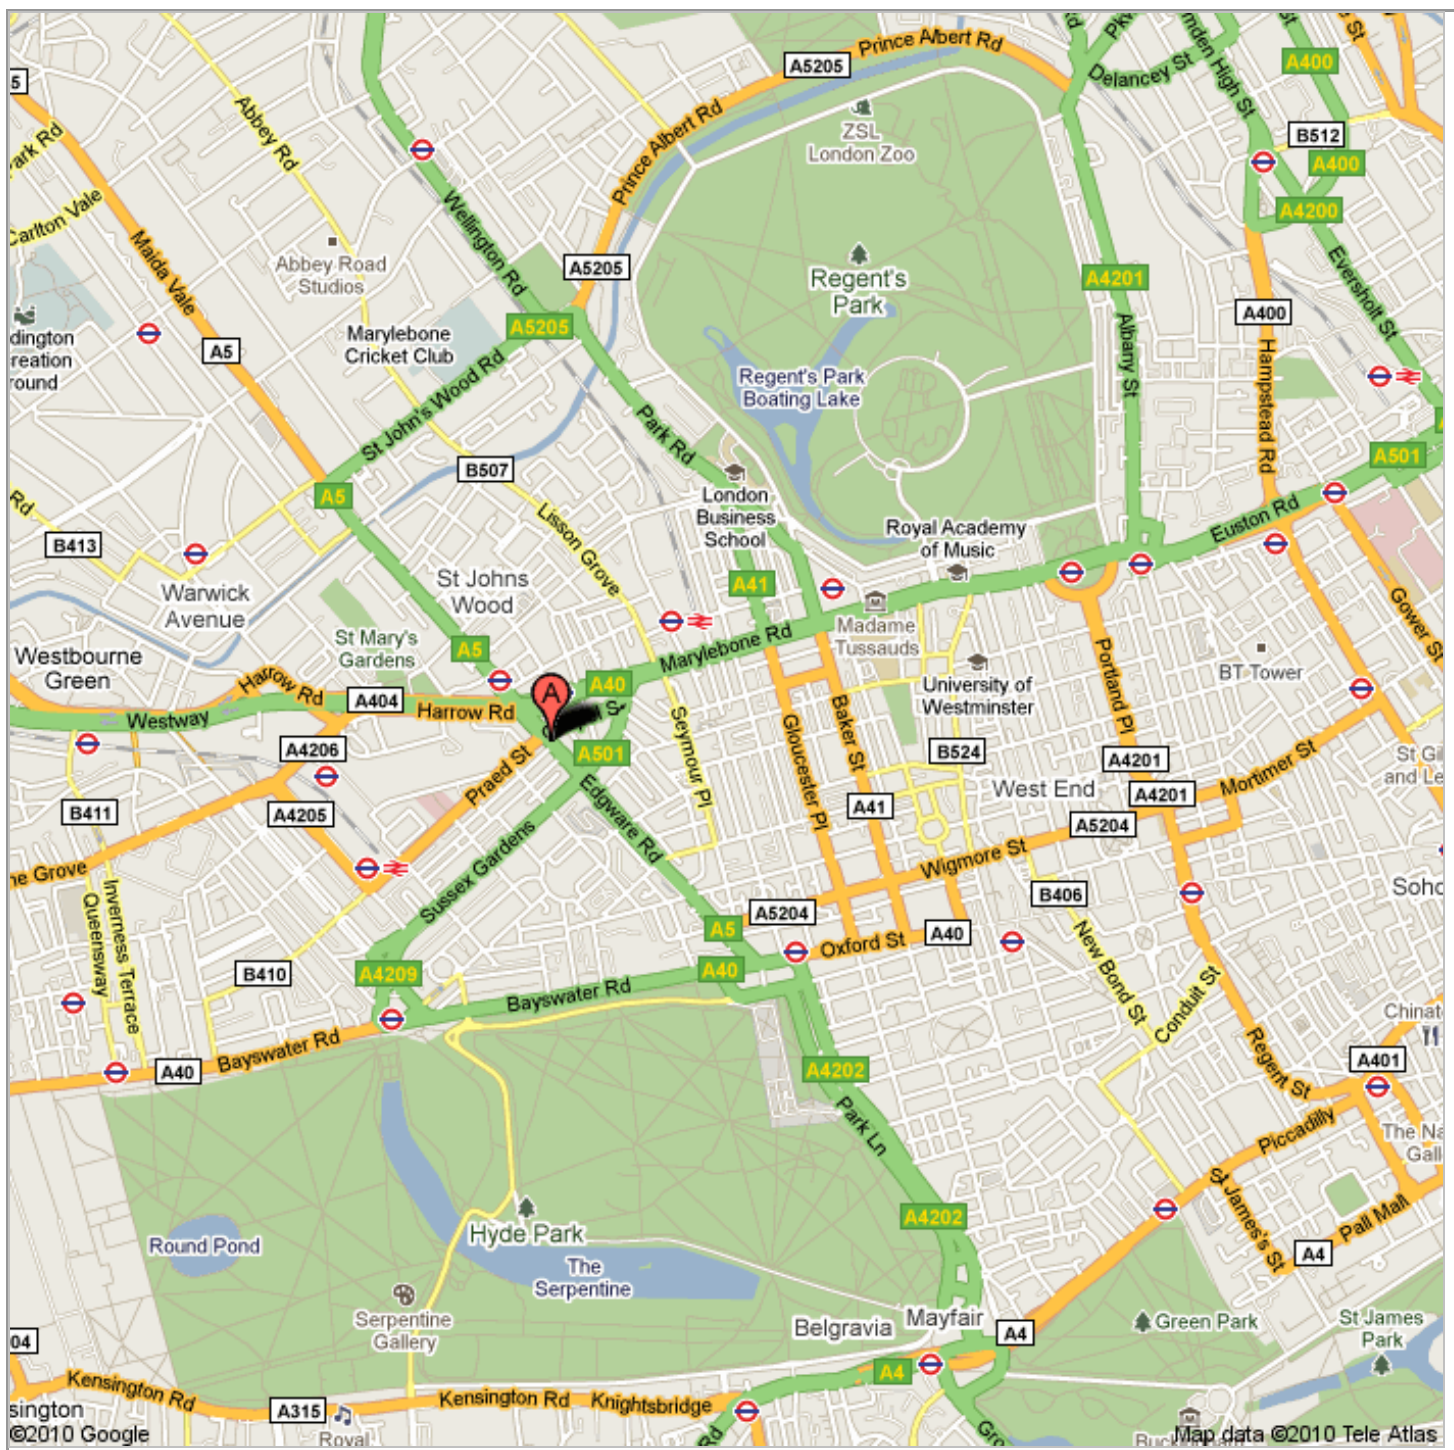 Prince Albert Rd
A5205
Delancey St
A400
B512
A400
A4200
Abbey Rd
Prince Albert Rd
ZSL
London Zoo
Carlton Vale
Wellington Rd
Maida Vale
Abbey Road
Studios
A5205
Regent's
Park
A4201
Eversholt St
A5205
A400
Marylebone
Cricket Club
A5
Albany St
Hampstead Rd
St John's Wood Rd
Regent's Park
Boating Lake
Park Rd
B507
A501
A5
London
Business
School
Lisson Grove
Royal Academy
of Music
Euston Rd
B413
Warwick
Avenue
St Johns
Wood
A41
Gower St
St Mary's
Gardens
A5
Marylebone Rd
Madame
Tussauds
Portland Pl
BT Tower
Westbourne
Green
Harrow Rd
A404
Harrow Rd
A
A40
University of
Westminster
Westway
A4206
A501
Seymour Pl
Gloucester Pl
Baker St
B524
A4201
Mortimer St
Praed St
West End
A4201
B411
A4205
Edgware Rd
A41
A5204
Wigmore St
Sussex Gardens
Inverness Terrace
Queensway
A5204
B406
A5
Oxford St
A40
B410
A4209
A40
New Bond St
Conduit St
Bayswater Rd
Bayswater Rd
A40
A4202
Regent St
A401
Park Ln
Piccadilly
Hyde Park
A4202
St James's St
Pall Mall
A4
Round Pond
The
Serpentine
Serpentine
Gallery
Belgravia
Mayfair
A4
Green Park
St James
Park
A4
Kensington Rd
Kensington Rd
Knightsbridge
A315
Royal
©2010 Google
Map data ©2010 Tele Atlas